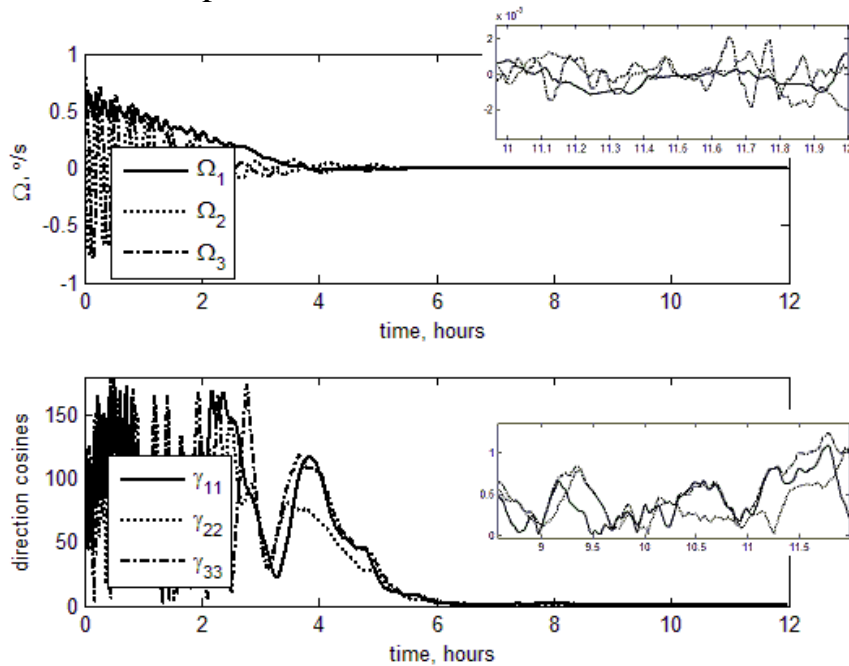 x 10⁻³
2
0
-2
11 11.1 11.2 11.3 11.4 11.5 11.6 11.7 11.8 11.9 12
1
0.5
0
-0.5
-1
Ω, º/s
Ω₁
Ω₂
Ω₃
0 2 4 6 8 10 12
time, hours
150
100
50
0
direction cosines
γ₁₁
γ₂₂
γ₃₃
1
0.5
0
9 9.5 10 10.5 11 11.5
0 2 4 6 8 10 12
time, hours